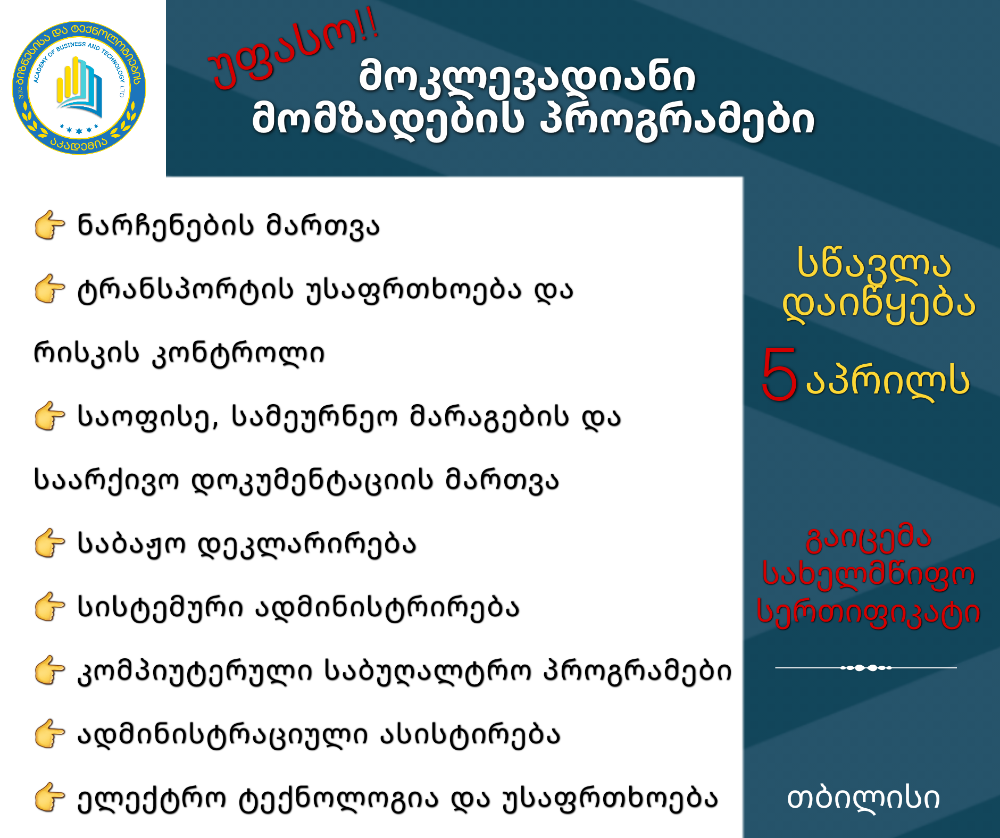 შპს ბიზნესისა და ტექნოლოგიების
აკადემია
ACADEMY OF BUSINESS AND TECHNOLOGY LTD
უფასო!!
მოკლევადიანი
მომზადების პროგრამები
👉 ნარჩენების მართვა
👉 ტრანსპორტის უსაფრთხოება და
რისკის კონტროლი
👉 საოფისე, სამეურნეო მარაგების და
საარქივო დოკუმენტაციის მართვა
👉 საბაჟო დეკლარირება
👉 სისტემური ადმინისტრირება
👉 კომპიუტერული საბუღალტრო პროგრამები
👉 ადმინისტრაციული ასისტირება
👉 ელექტრო ტექნოლოგია და უსაფრთხოება
სწავლა
დაიწყება
5 აპრილს
გაიცემა
სახელმწიფო
სერთიფიკატი
თბილისი